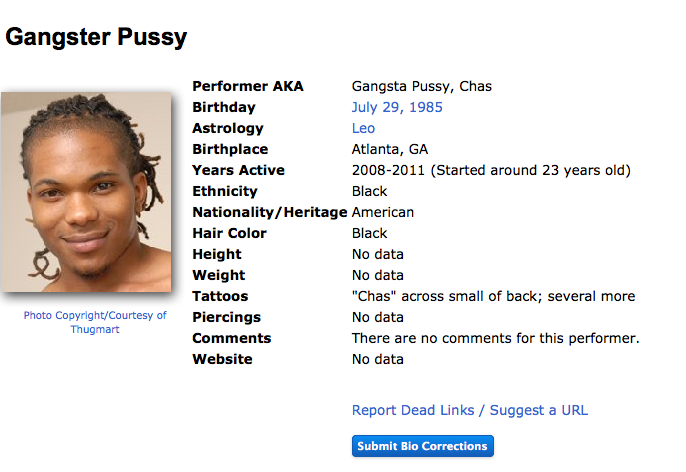 Gangster Pussy
Performer AKA Gangsta Pussy, Chas
Birthday July 29, 1985
Astrology Leo
Birthplace Atlanta, GA
Years Active 2008-2011 (Started around 23 years old)
Ethnicity Black
Nationality/Heritage American
Hair Color Black
Height No data
Weight No data
Tattoos "Chas" across small of back; several more
Piercings No data
Comments There are no comments for this performer.
Website No data
Photo Copyright/Courtesy of
Thugmart
Report Dead Links / Suggest a URL
Submit Bio Corrections